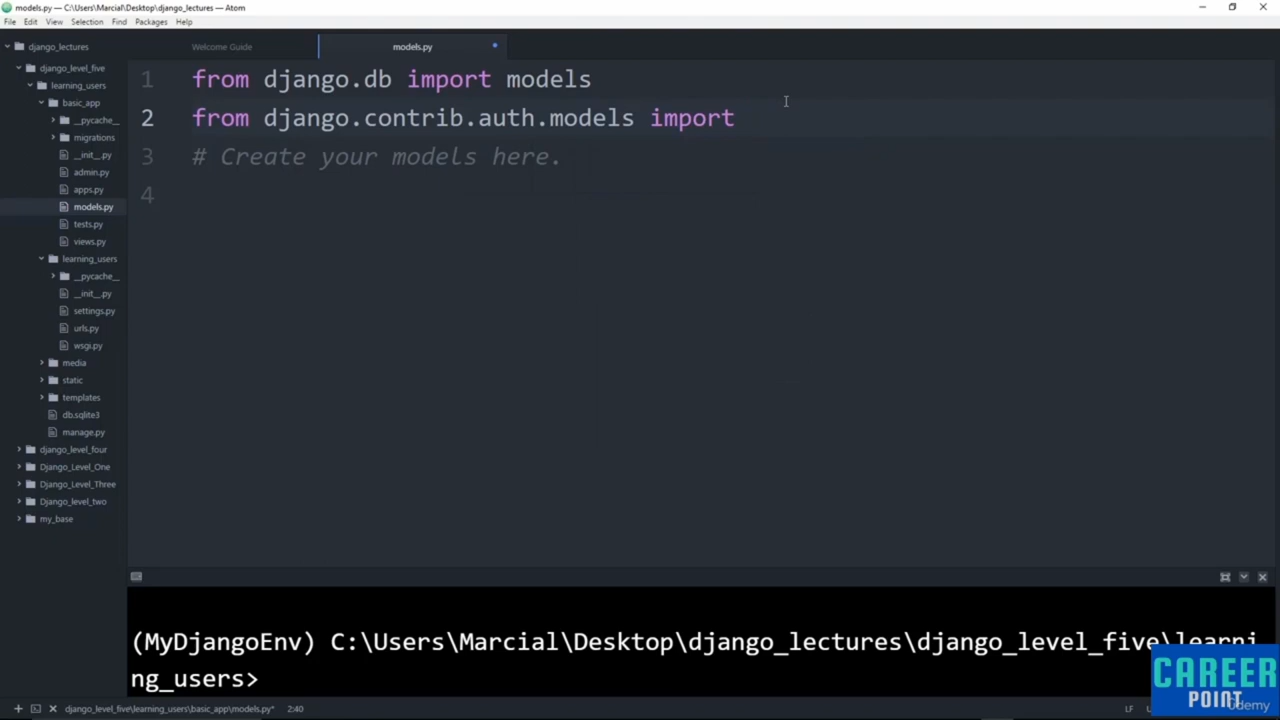 models.py — C:\Users\Marcial\Desktop\django_lectures — Atom
File Edit View Selection Find Packages Help
django_lectures
django_level_five
learning_users
basic_app
__pycache__
migrations
__init__.py
admin.py
apps.py
models.py
tests.py
views.py
learning_users
__pycache__
__init__.py
settings.py
urls.py
wsgi.py
media
static
templates
db.sqlite3
manage.py
django_level_four
Django_Level_One
Django_Level_Three
Django_level_two
my_base
Welcome Guide models.py
1 from django.db import models
2 from django.contrib.auth.models import
3 # Create your models here.
4
(MyDjangoEnv) C:\Users\Marcial\Desktop\django_lectures\django_level_five\learni
ng_users>
django_level_five\learning_users\basic_app\models.py* 2:40 LF
CAREER
POINT
Udemy